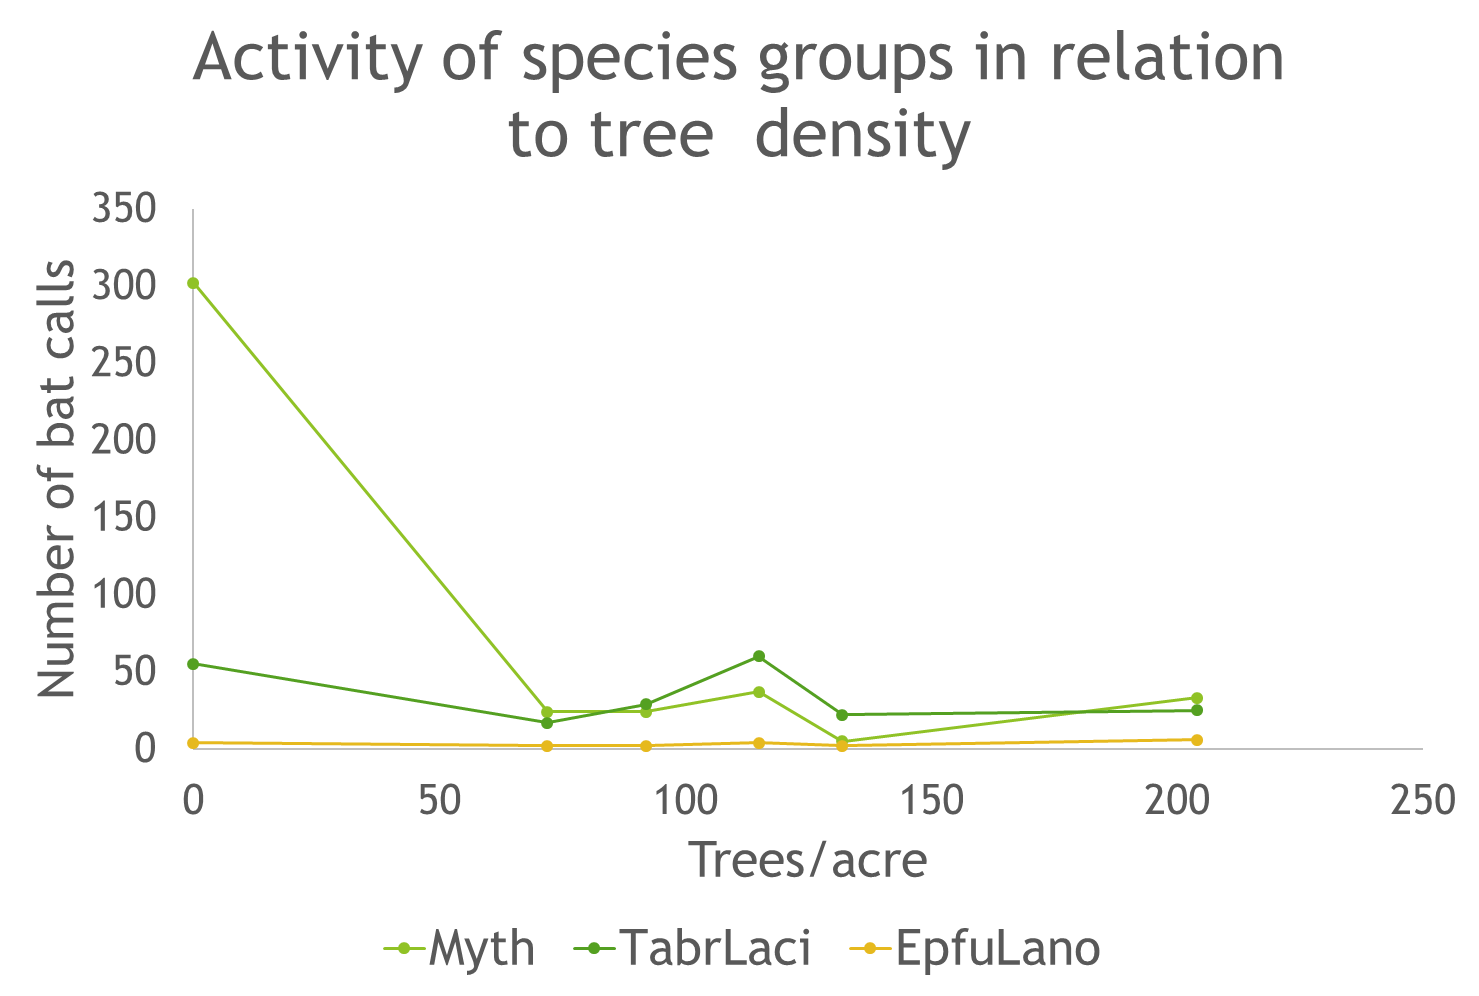 Activity of species groups in relation
to tree  density
350
300
250
200
150
100
50
0
Number of bat calls
0 50 100 150 200 250
Trees/acre
Myth TabrLaci EpfuLano